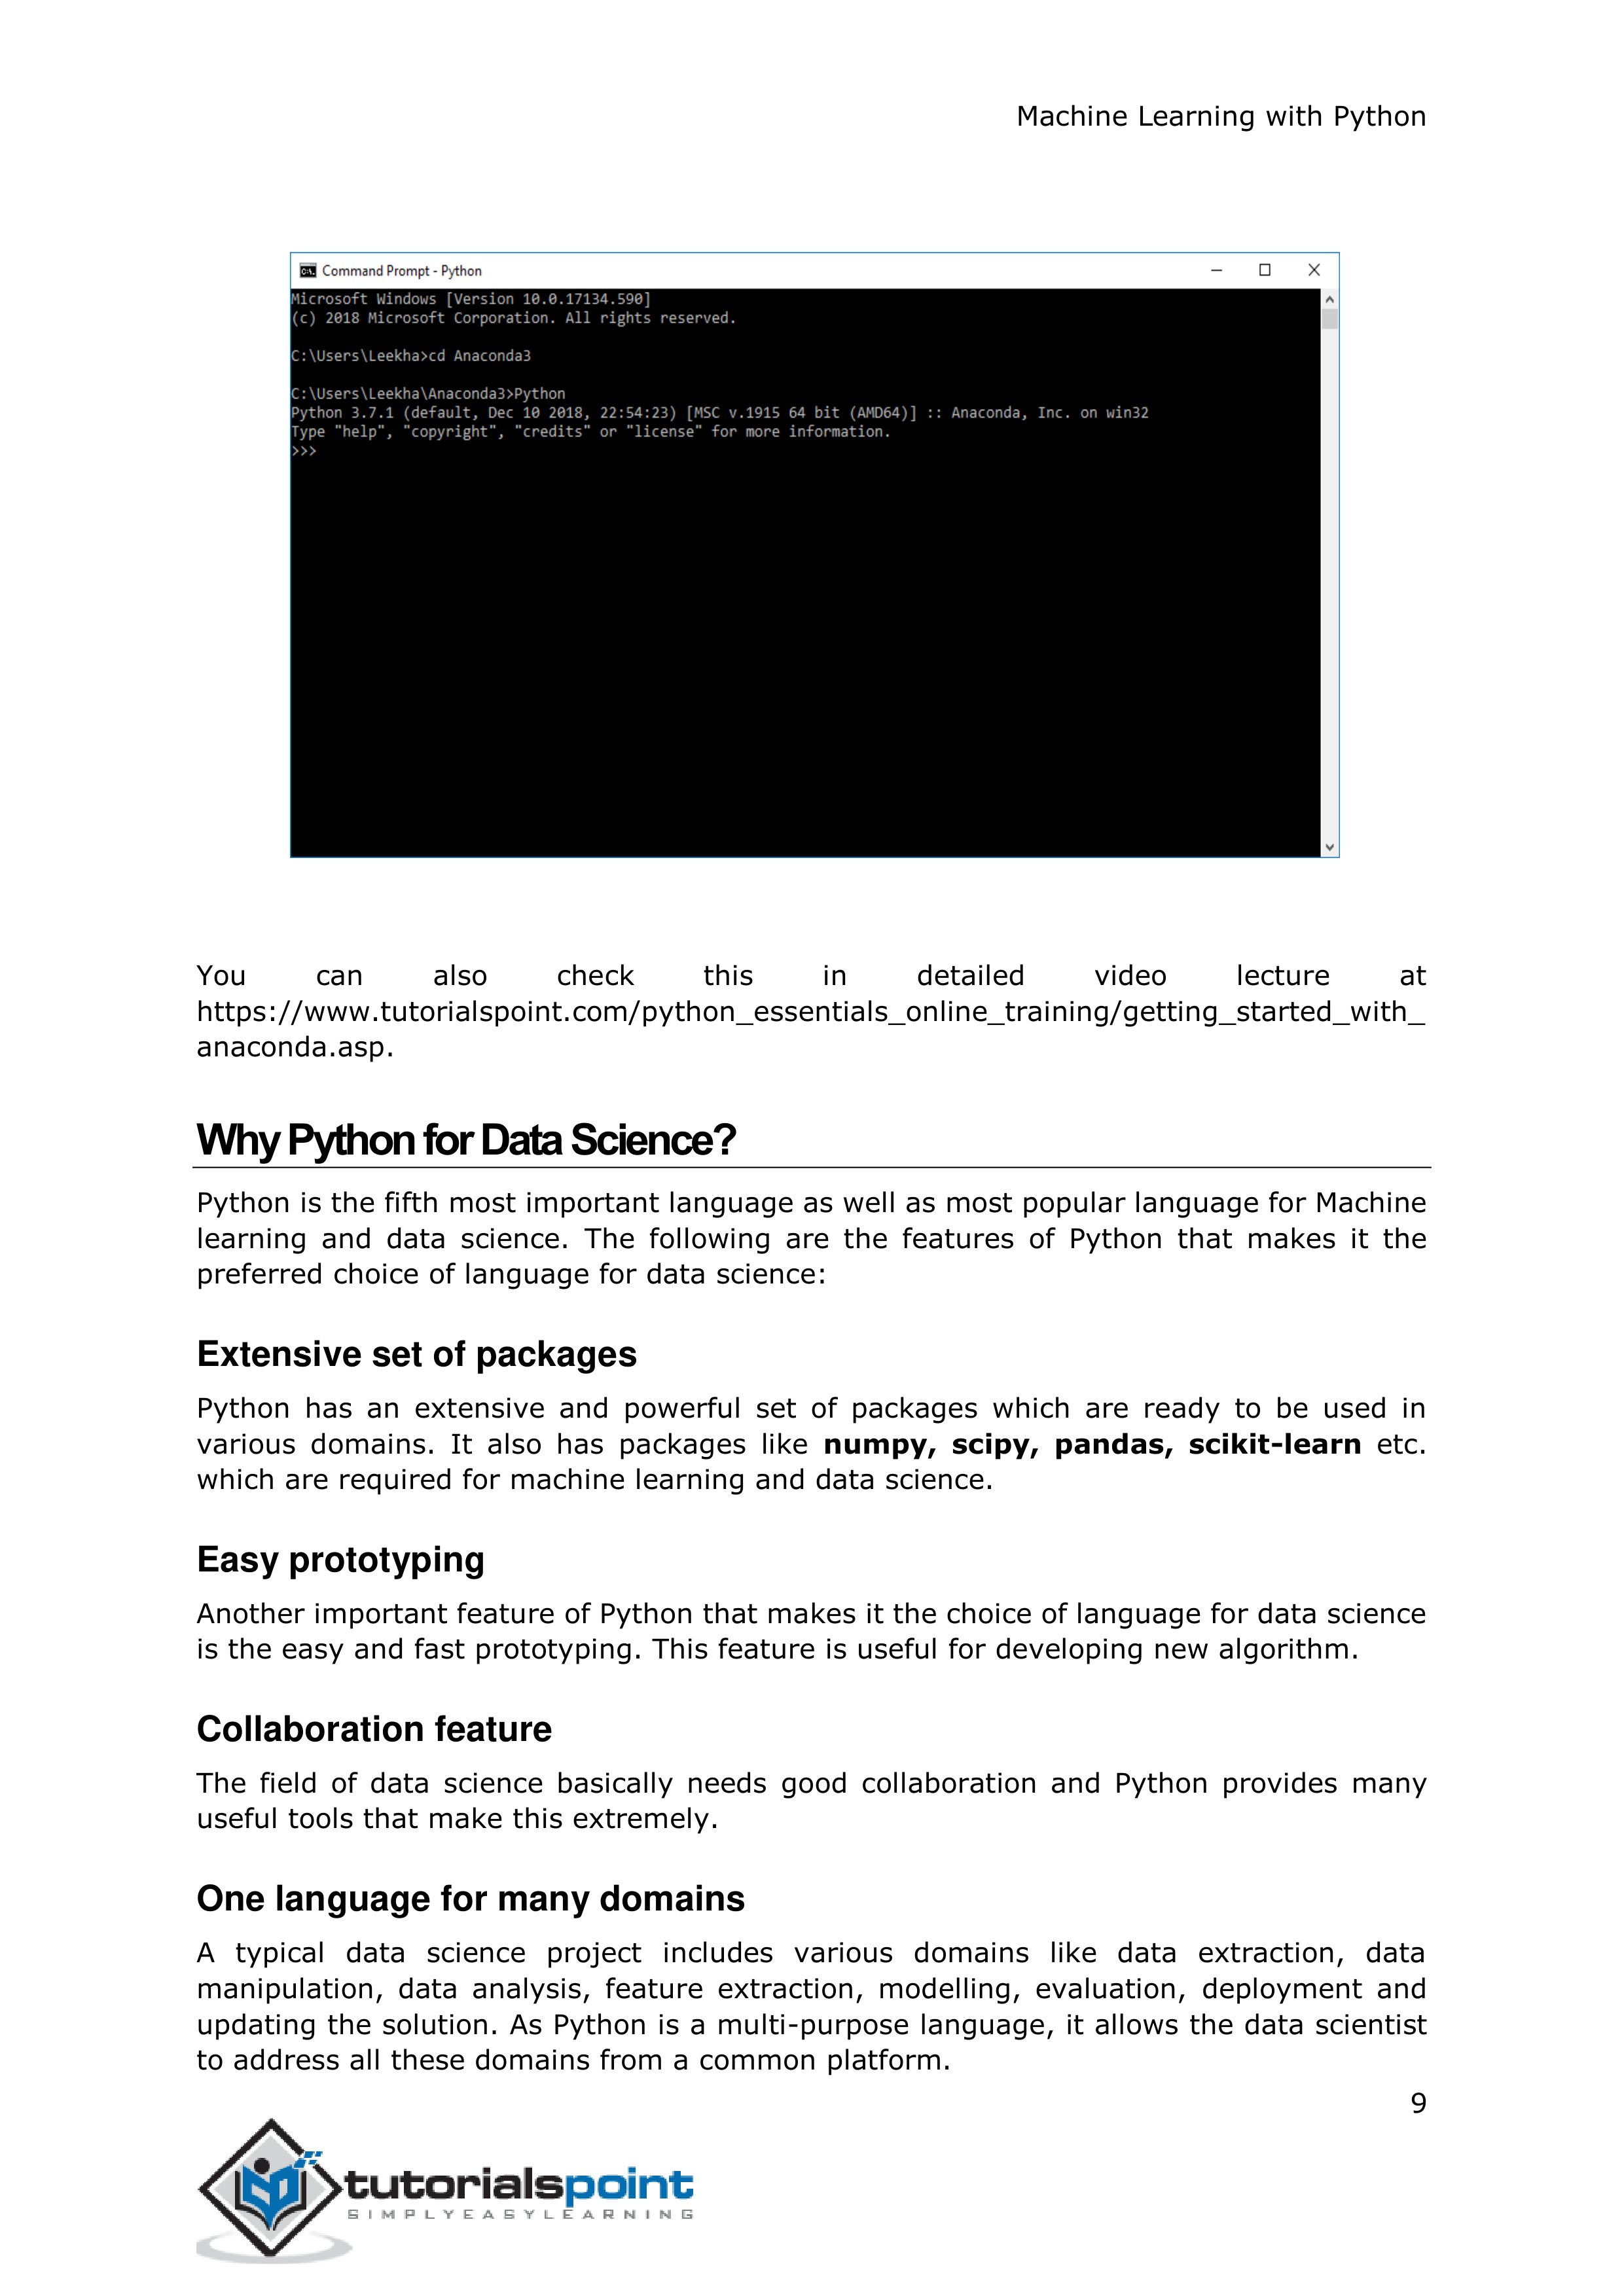 Machine Learning with Python
Command Prompt - Python
Microsoft Windows [Version 10.0.17134.590]
(c) 2018 Microsoft Corporation. All rights reserved.
C:\Users\Leekha>cd Anaconda3
C:\Users\Leekha\Anaconda3>Python
Python 3.7.1 (default, Dec 10 2018, 22:54:23) [MSC v.1915 64 bit (AMD64)] :: Anaconda, Inc. on win32
Type "help", "copyright", "credits" or "license" for more information.
>>>
You can also check this in detailed video lecture at
https://www.tutorialspoint.com/python_essentials_online_training/getting_started_with_
anaconda.asp.
Why Python for Data Science?
Python is the fifth most important language as well as most popular language for Machine
learning and data science. The following are the features of Python that makes it the
preferred choice of language for data science:
Extensive set of packages
Python has an extensive and powerful set of packages which are ready to be used in
various domains. It also has packages like numpy, scipy, pandas, scikit-learn etc.
which are required for machine learning and data science.
Easy prototyping
Another important feature of Python that makes it the choice of language for data science
is the easy and fast prototyping. This feature is useful for developing new algorithm.
Collaboration feature
The field of data science basically needs good collaboration and Python provides many
useful tools that make this extremely.
One language for many domains
A typical data science project includes various domains like data extraction, data
manipulation, data analysis, feature extraction, modelling, evaluation, deployment and
updating the solution. As Python is a multi-purpose language, it allows the data scientist
to address all these domains from a common platform.
9
tutorialspoint
SIMPLYEASYLEARNING